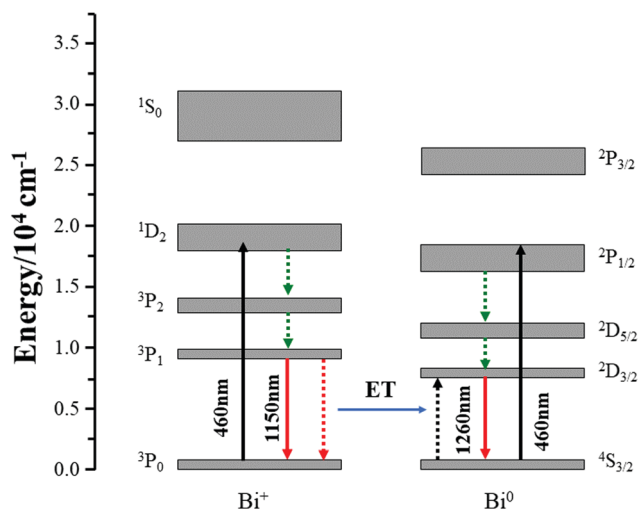 Energy/10⁴ cm⁻¹
3.5
3.0
2.5
2.0
1.5
1.0
0.5
0.0
¹S₀
¹D₂
³P₂
³P₁
³P₀
460nm
1150nm
Bi⁺
ET
²P₃/₂
²P₁/₂
²D₅/₂
²D₃/₂
⁴S₃/₂
1260nm
460nm
Bi⁰